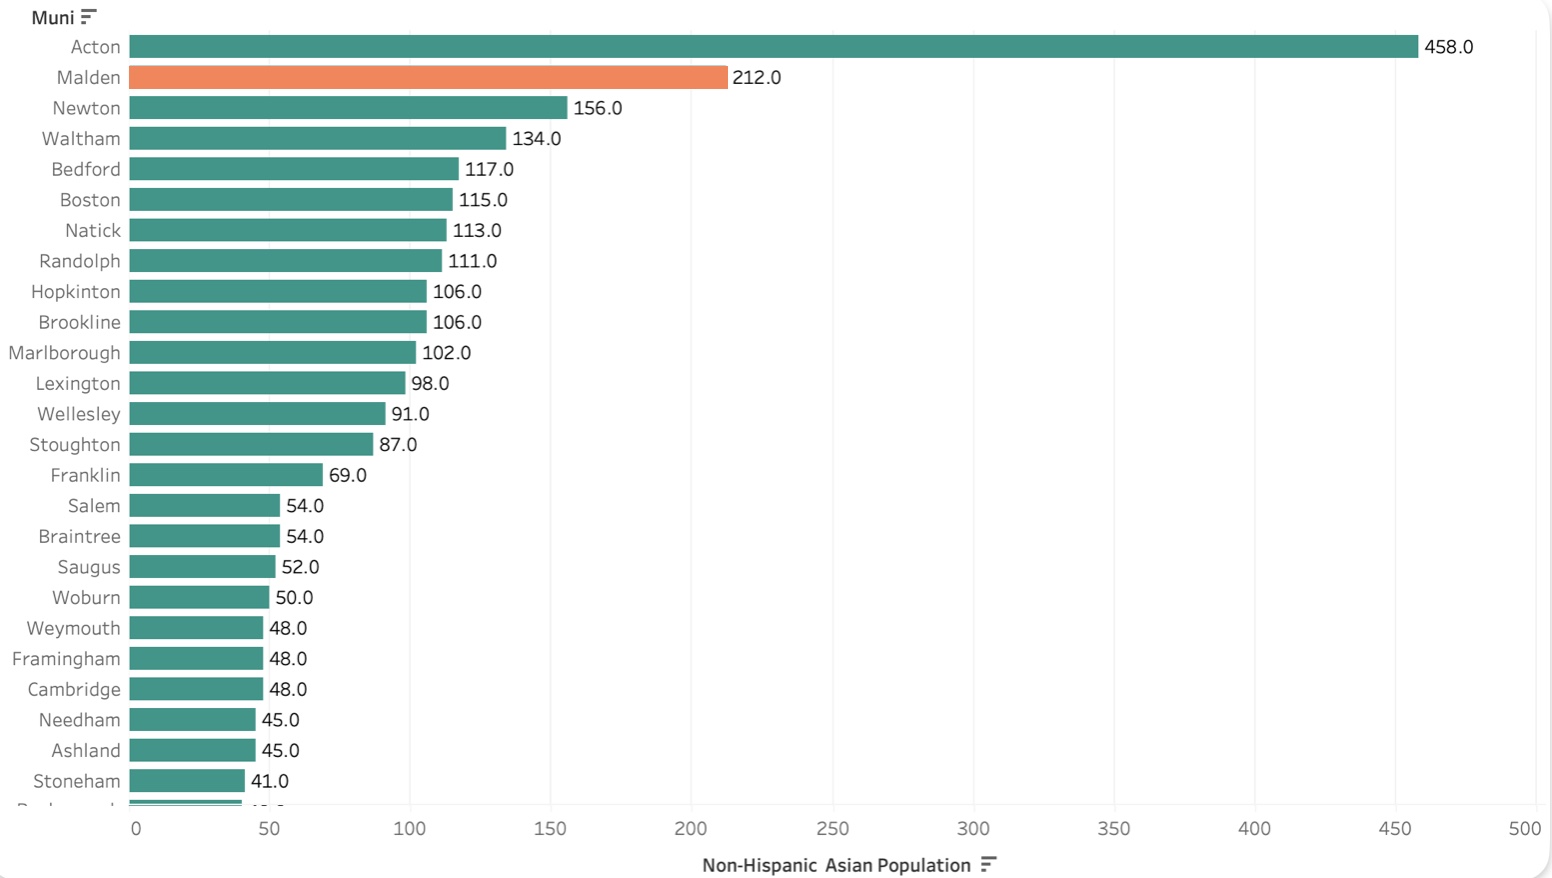 Muni
Acton 458.0
Malden 212.0
Newton 156.0
Waltham 134.0
Bedford 117.0
Boston 115.0
Natick 113.0
Randolph 111.0
Hopkinton 106.0
Brookline 106.0
Marlborough 102.0
Lexington 98.0
Wellesley 91.0
Stoughton 87.0
Franklin 69.0
Salem 54.0
Braintree 54.0
Saugus 52.0
Woburn 50.0
Weymouth 48.0
Framingham 48.0
Cambridge 48.0
Needham 45.0
Ashland 45.0
Stoneham 41.0
0 50 100 150 200 250 300 350 400 450 500
Non-Hispanic Asian Population